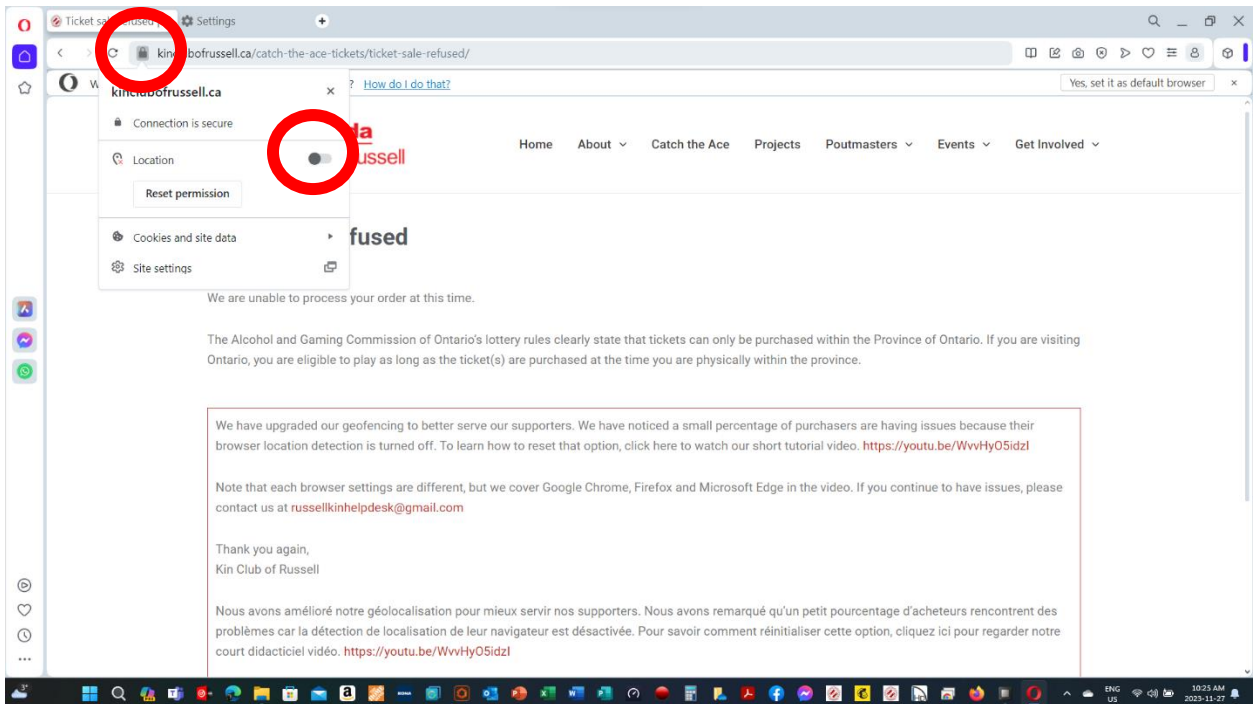 Ticket sale refused
Settings
kinclubofrussell.ca/catch-the-ace-tickets/ticket-sale-refused/
W ? How do I do that?
Yes, set it as default browser
kinclubofrussell.ca
Connection is secure
Location
Reset permission
Cookies and site data
Site settings
da
Russell
Home About Catch the Ace Projects Poutmasters Events Get Involved
fused
We are unable to process your order at this time.
The Alcohol and Gaming Commission of Ontario's lottery rules clearly state that tickets can only be purchased within the Province of Ontario. If you are visiting
Ontario, you are eligible to play as long as the ticket(s) are purchased at the time you are physically within the province.
We have upgraded our geofencing to better serve our supporters. We have noticed a small percentage of purchasers are having issues because their
browser location detection is turned off. To learn how to reset that option, click here to watch our short tutorial video. https://youtu.be/WvvHyO5idzI
Note that each browser settings are different, but we cover Google Chrome, Firefox and Microsoft Edge in the video. If you continue to have issues, please
contact us at russellkinhelpdesk@gmail.com
Thank you again,
Kin Club of Russell
Nous avons amélioré notre géolocalisation pour mieux servir nos supporters. Nous avons remarqué qu'un petit pourcentage d'acheteurs rencontrent des
problèmes car la détection de localisation de leur navigateur est désactivée. Pour savoir comment réinitialiser cette option, cliquez ici pour regarder notre
court didacticiel vidéo. https://youtu.be/WvvHyO5idzI
ENG
US
10:25 AM
2023-11-27